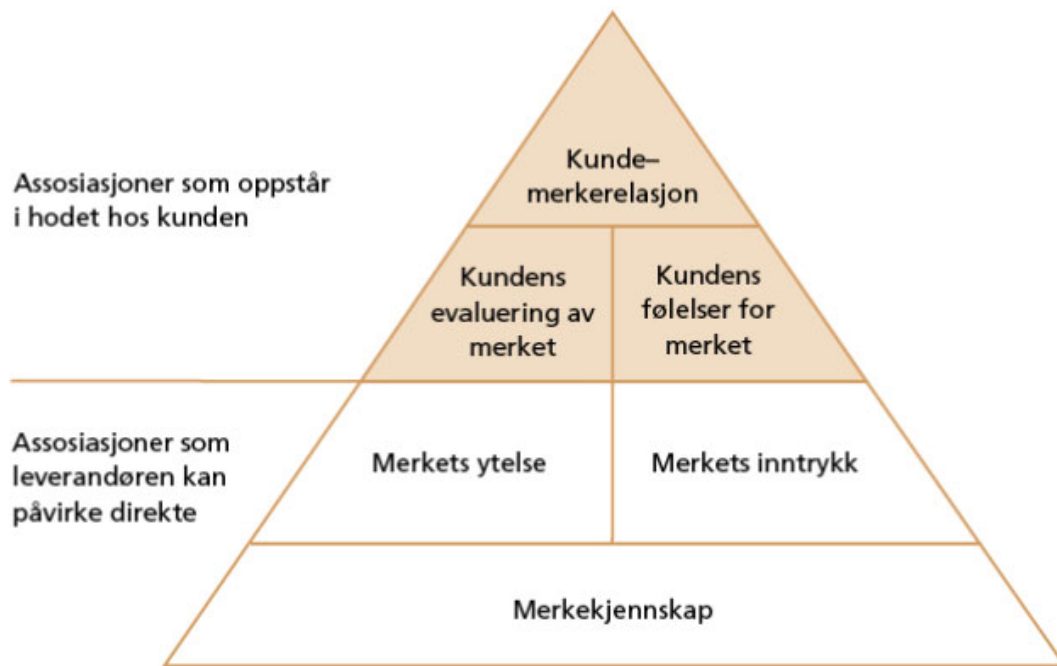 Assosiasjoner som oppstår
i hodet hos kunden
Kunde–
merkerelasjon
Kundens
evaluering av
merket
Kundens
følelser for
merket
Assosiasjoner som
leverandøren kan
påvirke direkte
Merkets ytelse
Merkets inntrykk
Merkekjennskap